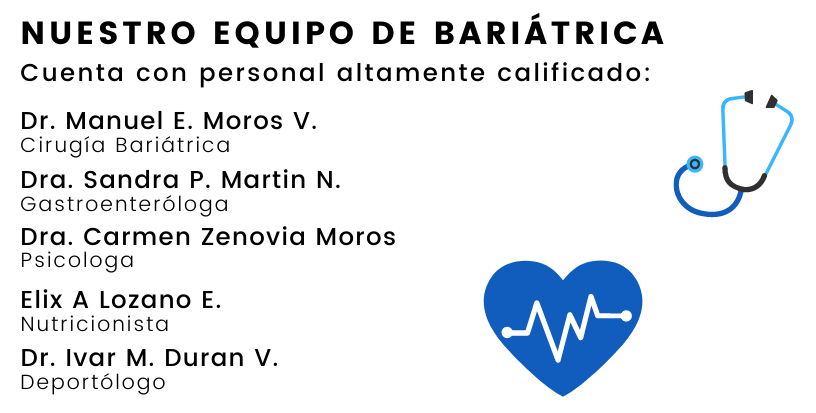 NUESTRO EQUIPO DE BARIÁTRICA
Cuenta con personal altamente calificado:
Dr. Manuel E. Moros V.
Cirugía Bariátrica
Dra. Sandra P. Martin N.
Gastroenteróloga
Dra. Carmen Zenovia Moros
Psicologa
Elix A Lozano E.
Nutricionista
Dr. Ivar M. Duran V.
Deportólogo